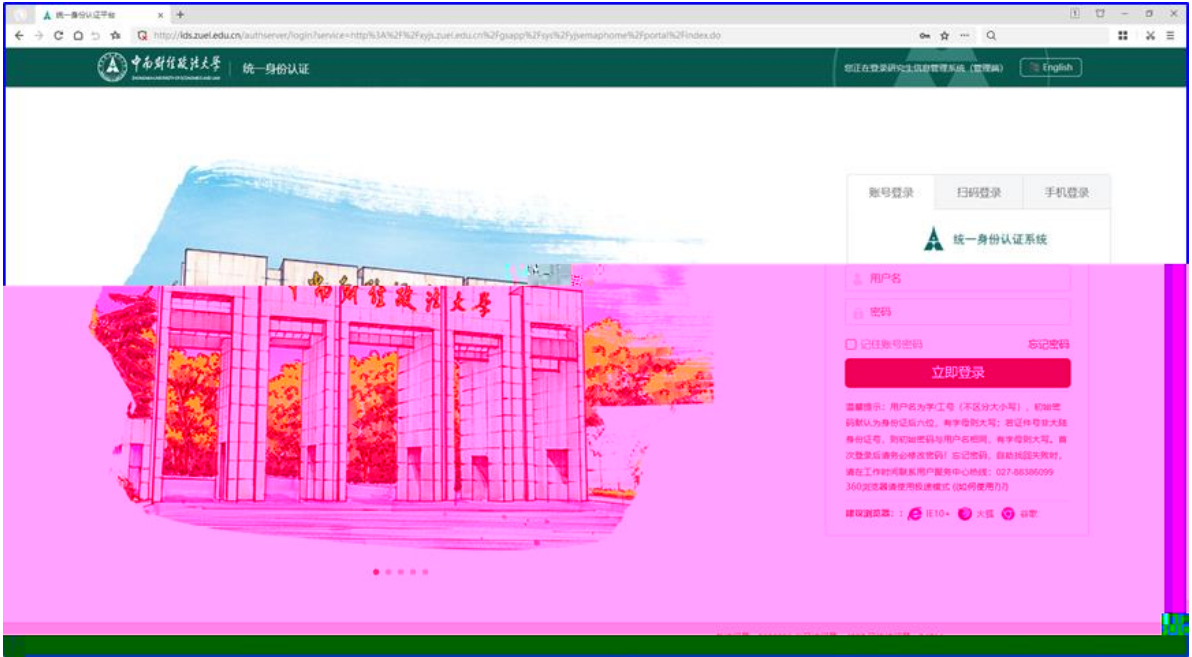 统一身份认证平台
http://ids.zuel.edu.cn/authserver/login?service=http%3A%2F%2Fxyjs.zuel.edu.cn%2Fgsapp%2Fsys%2Fyjsemaphome%2Fportal%2Findex.do
中南财经政法大学 统一身份认证
您正在登录研究生信息管理系统（管理端） English
账号登录 扫码登录 手机登录
统一身份认证系统
中南财经政法大学
用户名
密码
记住账号密码 忘记密码
立即登录
温馨提示：用户名为学/工号（不区分大小写），初始密
码默认为身份证后六位，有字母则大写；若证件号非大陆
身份证号，则初始密码与用户名相同，有字母则大写。首
次登录后请务必修改密码！忘记密码，自助找回失败时，
请在工作时间联系用户服务中心热线：027-88386099
360浏览器请使用极速模式 ((如何使用?))
建议浏览器：: IE10+ 火狐 谷歌